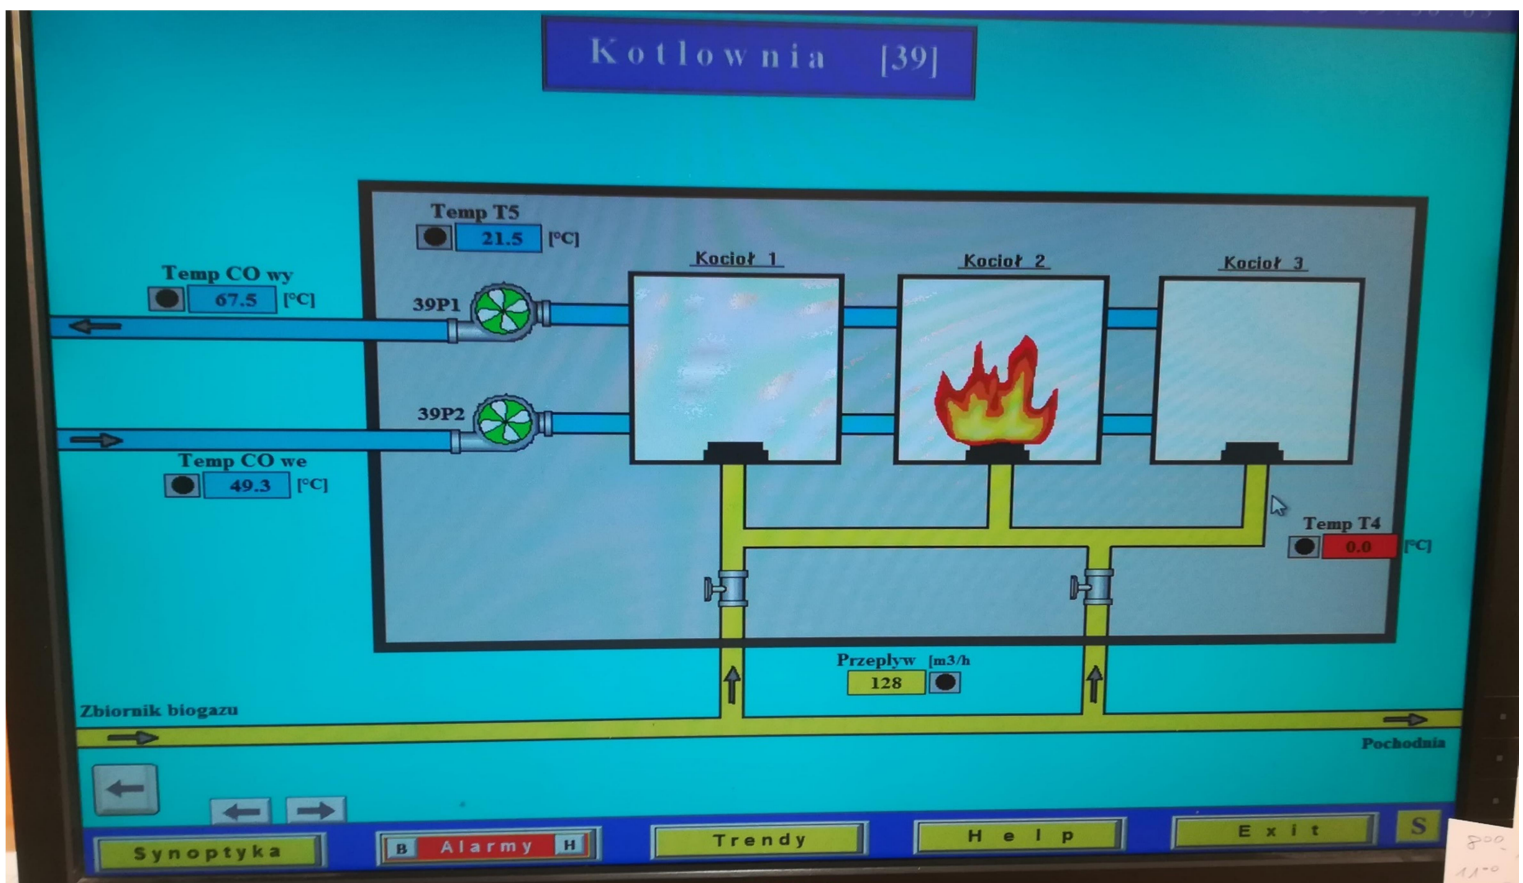 Kotlownia [39]
Temp T5
21.5 [°C]
Temp CO wy
67.5 [°C]
39P1
39P2
Temp CO we
49.3 [°C]
Kocioł 1
Kocioł 2
Kocioł 3
Temp T4
0.0 [°C]
Przepływ [m3/h
128
Zbiornik biogazu
Pochodnia
Synoptyka
B Alarmy H
Trendy
Help
Exit
S